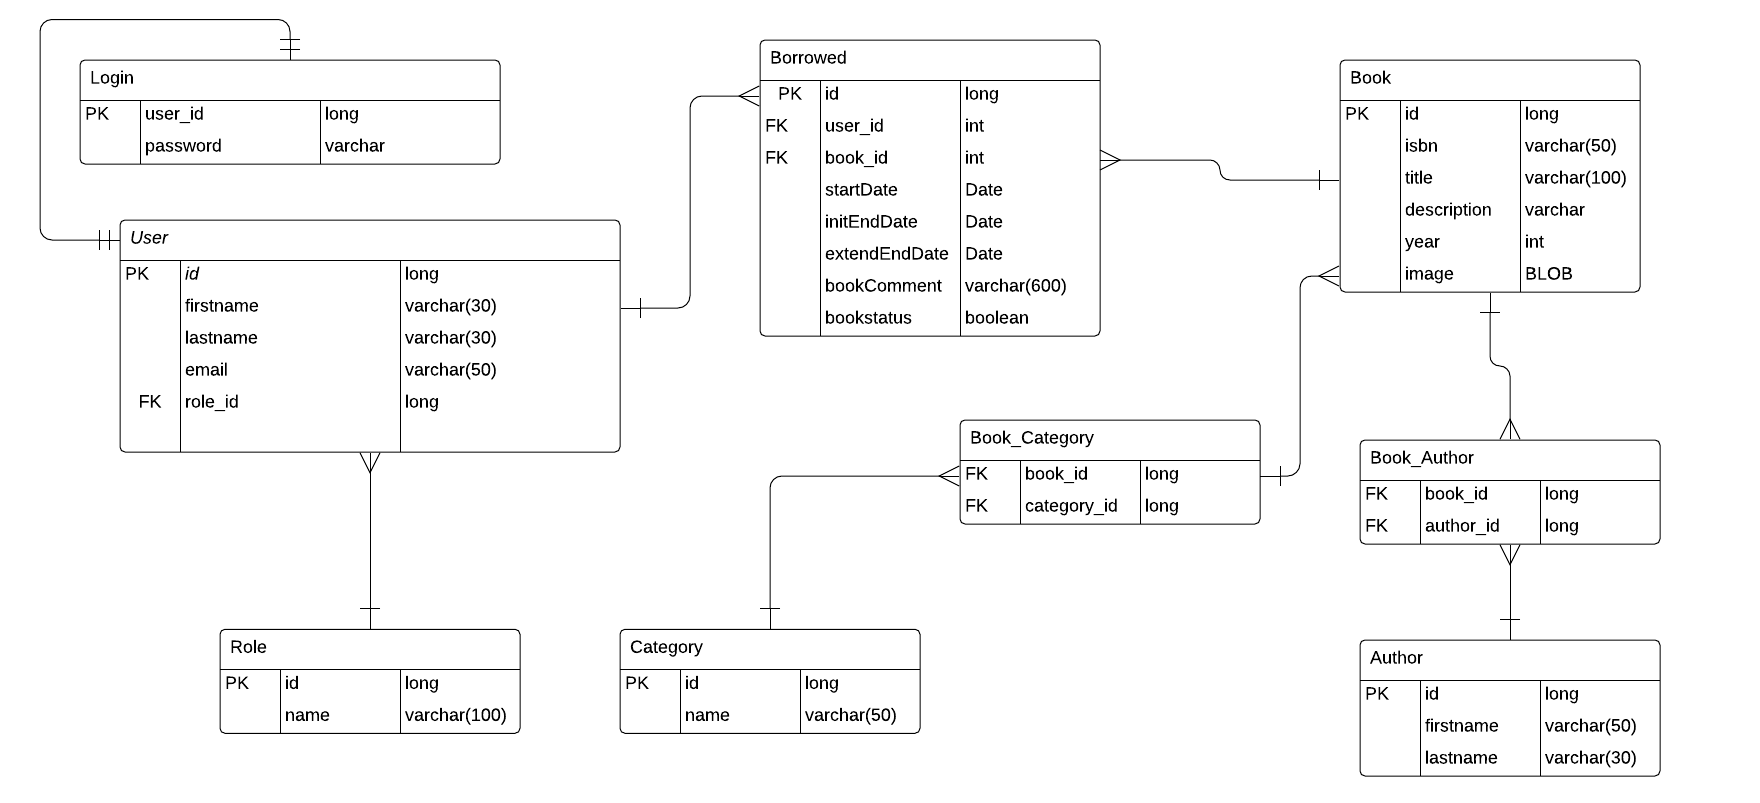 Login
PK user_id long
password varchar
User
PK id long
firstname varchar(30)
lastname varchar(30)
email varchar(50)
FK role_id long
Borrowed
PK id long
FK user_id int
FK book_id int
startDate Date
initEndDate Date
extendEndDate Date
bookComment varchar(600)
bookstatus boolean
Book
PK id long
isbn varchar(50)
title varchar(100)
description varchar
year int
image BLOB
Book_Category
FK book_id long
FK category_id long
Book_Author
FK book_id long
FK author_id long
Role
PK id long
name varchar(100)
Category
PK id long
name varchar(50)
Author
PK id long
firstname varchar(50)
lastname varchar(30)